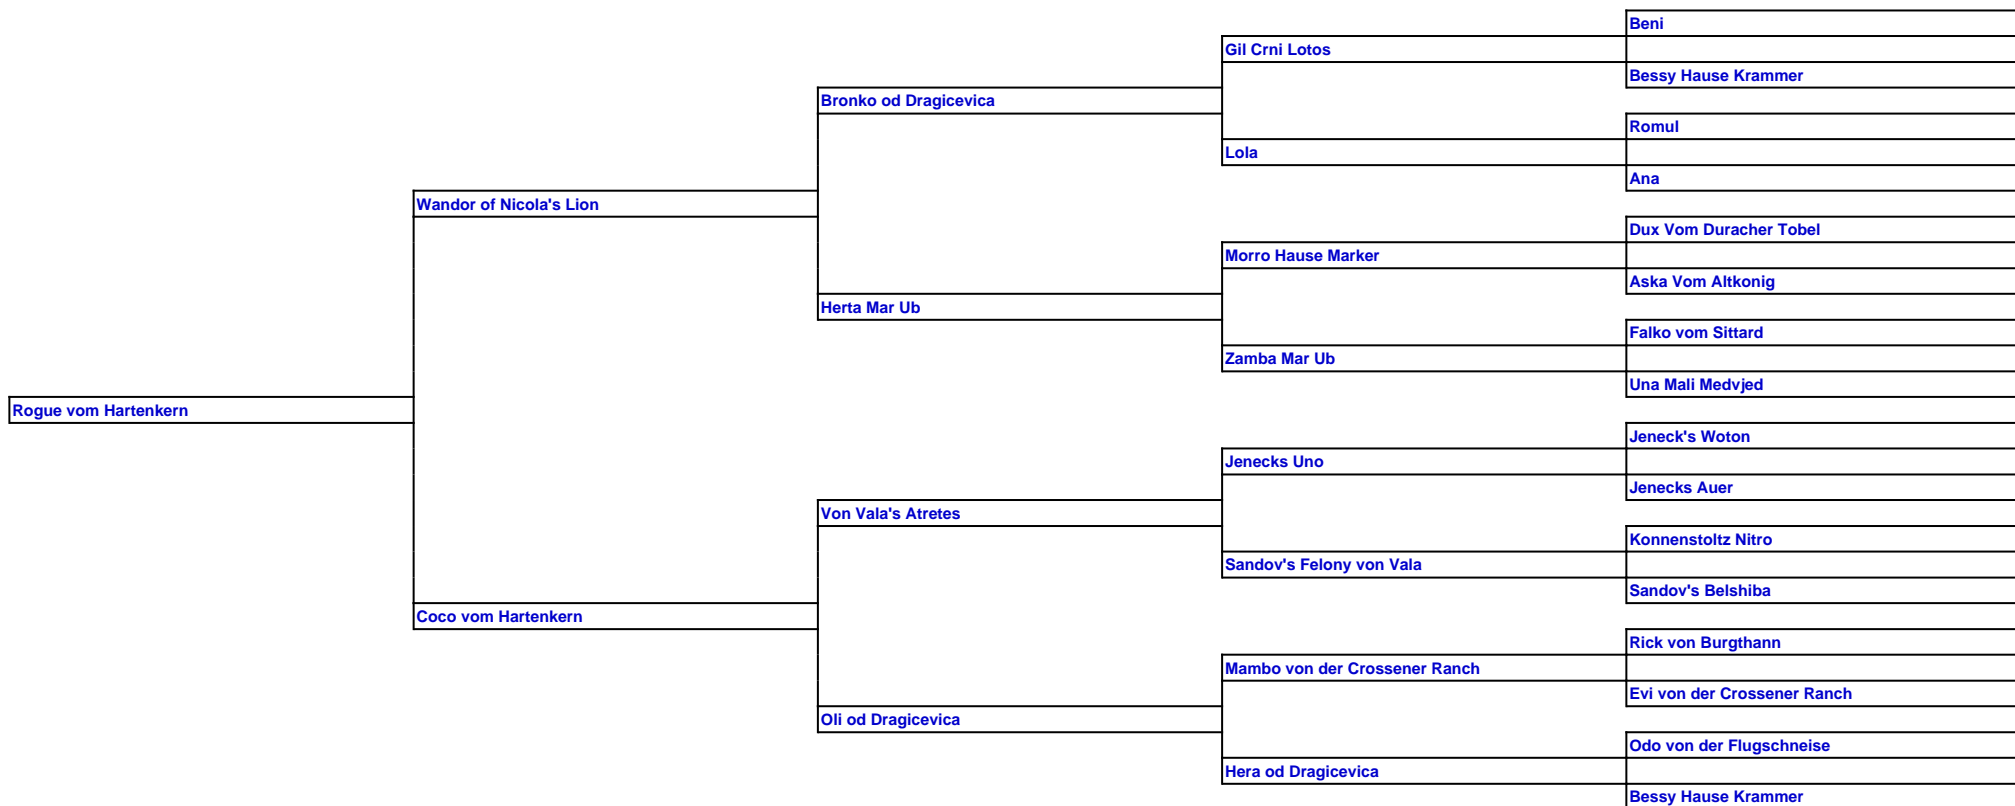 Beni
Gil Crni Lotos
Bessy Hause Krammer
Bronko od Dragicevica
Romul
Lola
Ana
Wandor of Nicola's Lion
Dux Vom Duracher Tobel
Morro Hause Marker
Aska Vom Altkonig
Herta Mar Ub
Falko vom Sittard
Zamba Mar Ub
Una Mali Medvjed
Rogue vom Hartenkern
Jeneck's Woton
Jenecks Uno
Jenecks Auer
Von Vala's Atretes
Konnenstoltz Nitro
Sandov's Felony von Vala
Sandov's Belshiba
Coco vom Hartenkern
Rick von Burgthann
Mambo von der Crossener Ranch
Evi von der Crossener Ranch
Oli od Dragicevica
Odo von der Flugschneise
Hera od Dragicevica
Bessy Hause Krammer